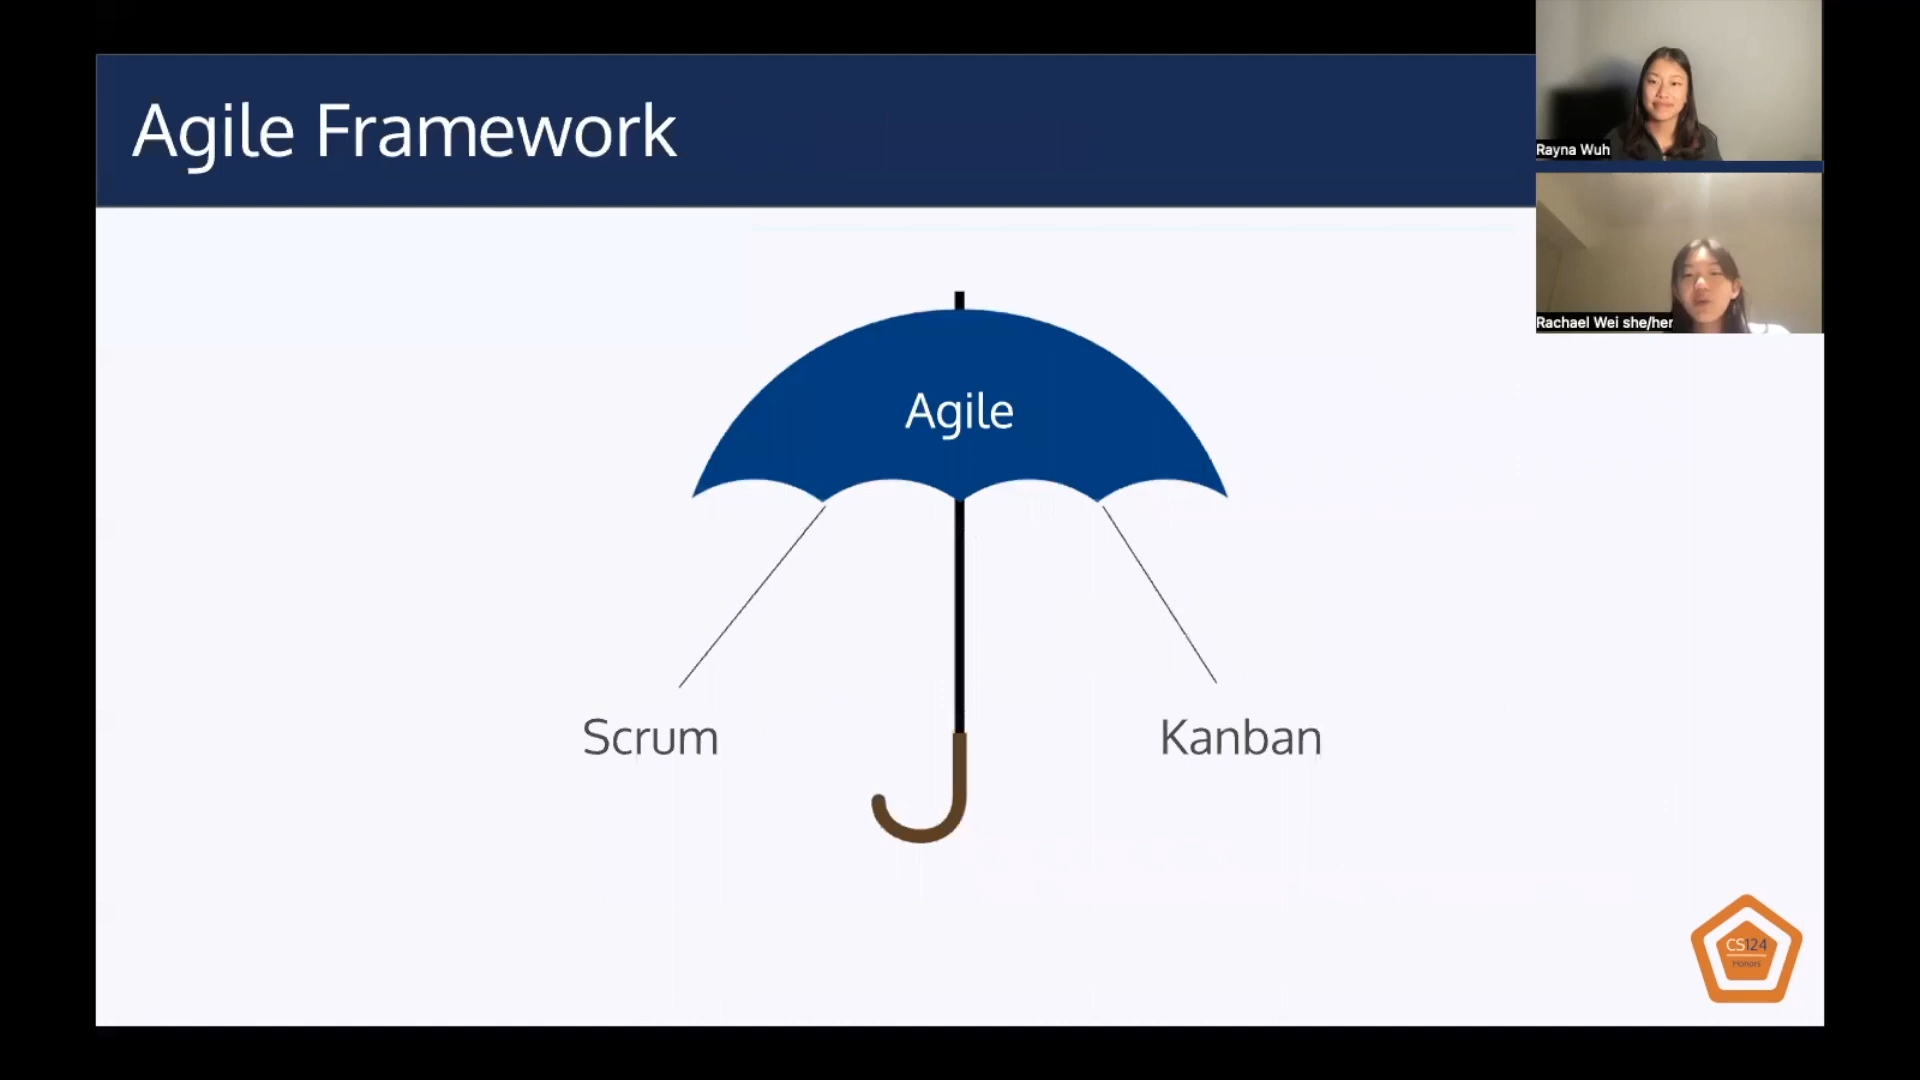 Agile Framework
Rayna Wuh
Rachael Wei she/her
Agile
Scrum
Kanban
CS124
Honors